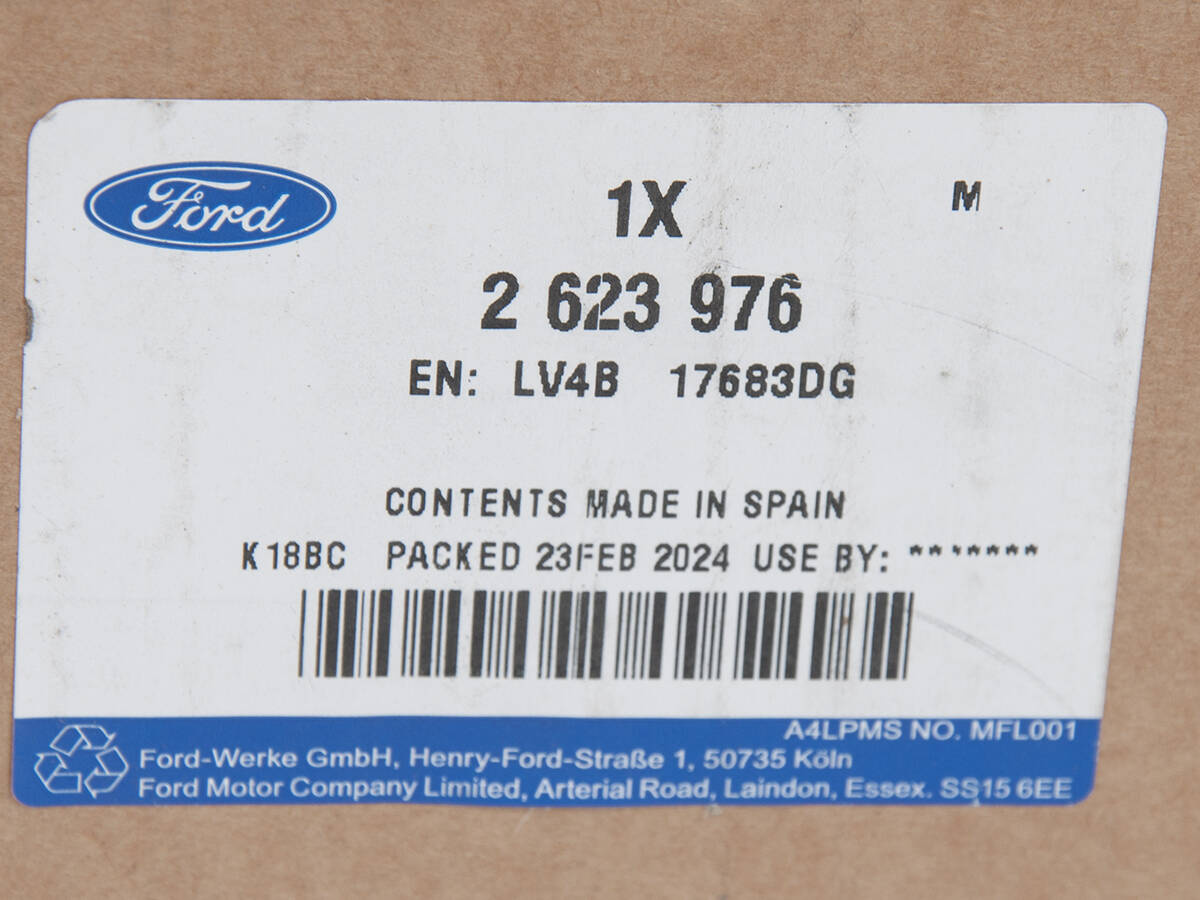 Ford
1X
M
2 623 976
EN: LV4B 17683DG
CONTENTS MADE IN SPAIN
K18BC PACKED 23FEB 2024 USE BY: *******
A4LPMS NO. MFL001
Ford-Werke GmbH, Henry-Ford-Straße 1, 50735 Köln
Ford Motor Company Limited, Arterial Road, Laindon, Essex. SS15 6EE